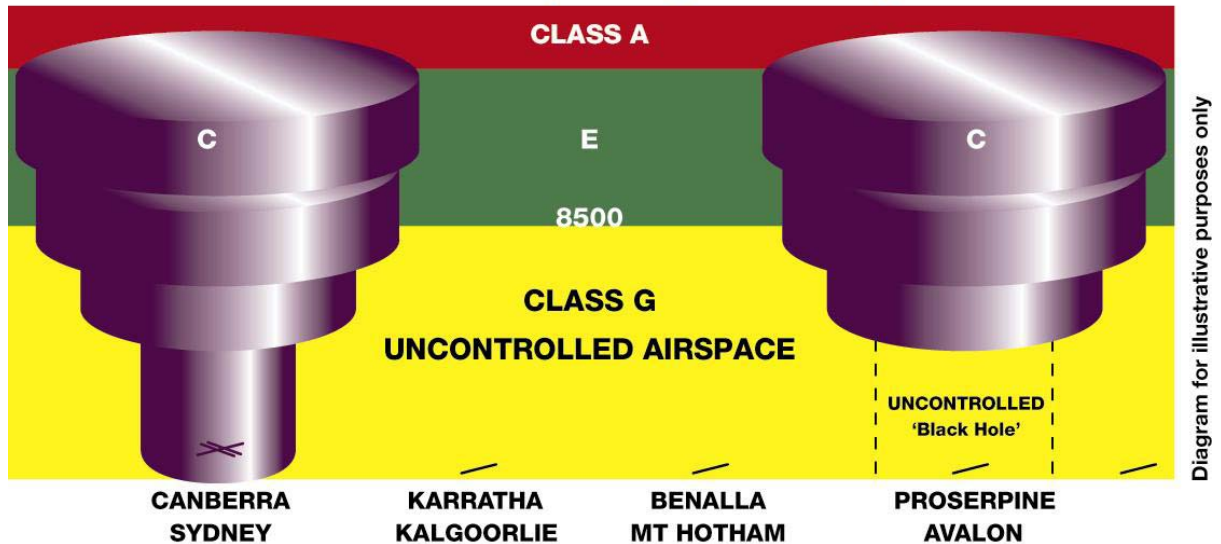 CLASS A
C
E
C
8500
CLASS G
UNCONTROLLED AIRSPACE
UNCONTROLLED
‘Black Hole’
CANBERRA
SYDNEY
KARRATHA
KALGOORLIE
BENALLA
MT HOTHAM
PROSERPINE
AVALON
Diagram for illustrative purposes only